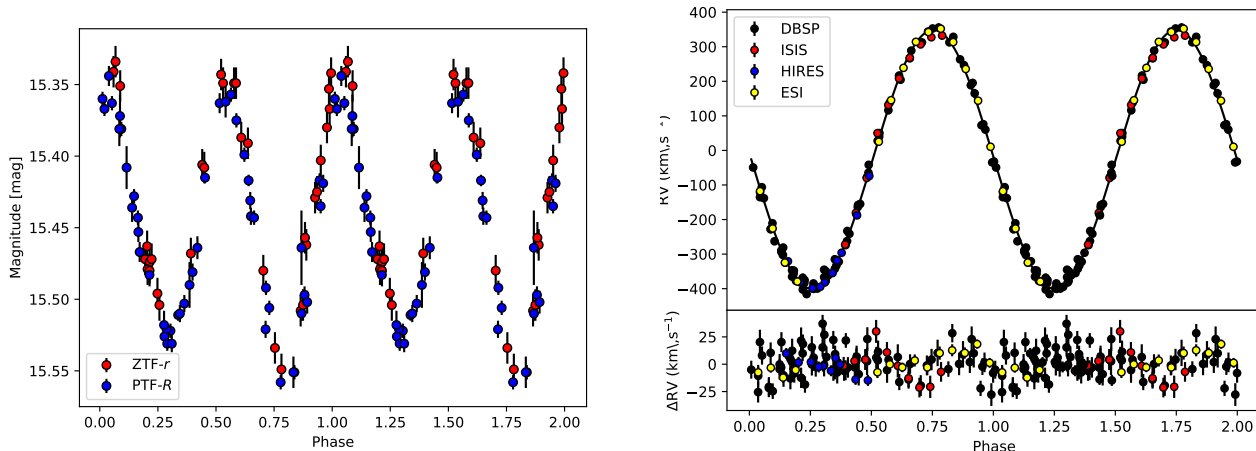 Magnitude [mag]
15.35
15.40
15.45
15.50
15.55
ZTF-r
PTF-R
0.00 0.25 0.50 0.75 1.00 1.25 1.50 1.75 2.00
Phase
DBSP
ISIS
HIRES
ESI
RV (km\,s
400
300
200
100
0
−100
−200
−300
−400
ΔRV (km\,s⁻¹)
25
0
−25
0.00 0.25 0.50 0.75 1.00 1.25 1.50 1.75 2.00
Phase